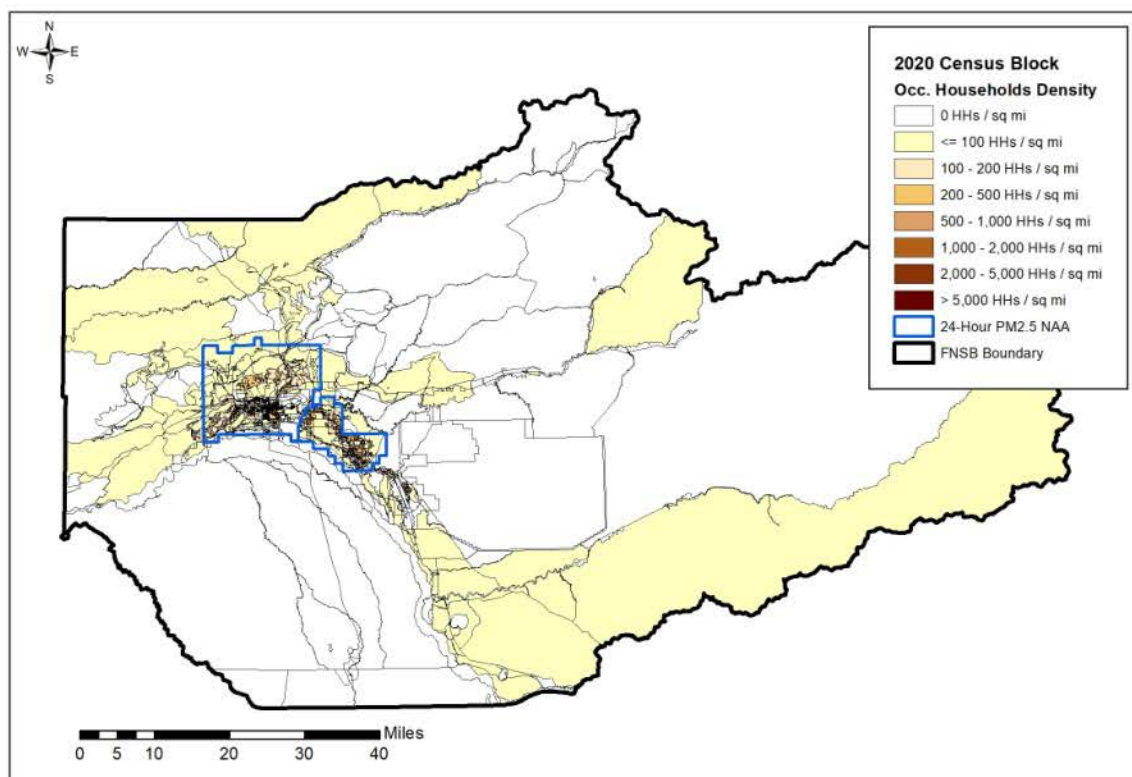 N
W E
S
2020 Census Block
Occ. Households Density
0 HHs / sq mi
<= 100 HHs / sq mi
100 - 200 HHs / sq mi
200 - 500 HHs / sq mi
500 - 1,000 HHs / sq mi
1,000 - 2,000 HHs / sq mi
2,000 - 5,000 HHs / sq mi
> 5,000 HHs / sq mi
24-Hour PM2.5 NAA
FNSB Boundary
Miles
0 5 10 20 30 40